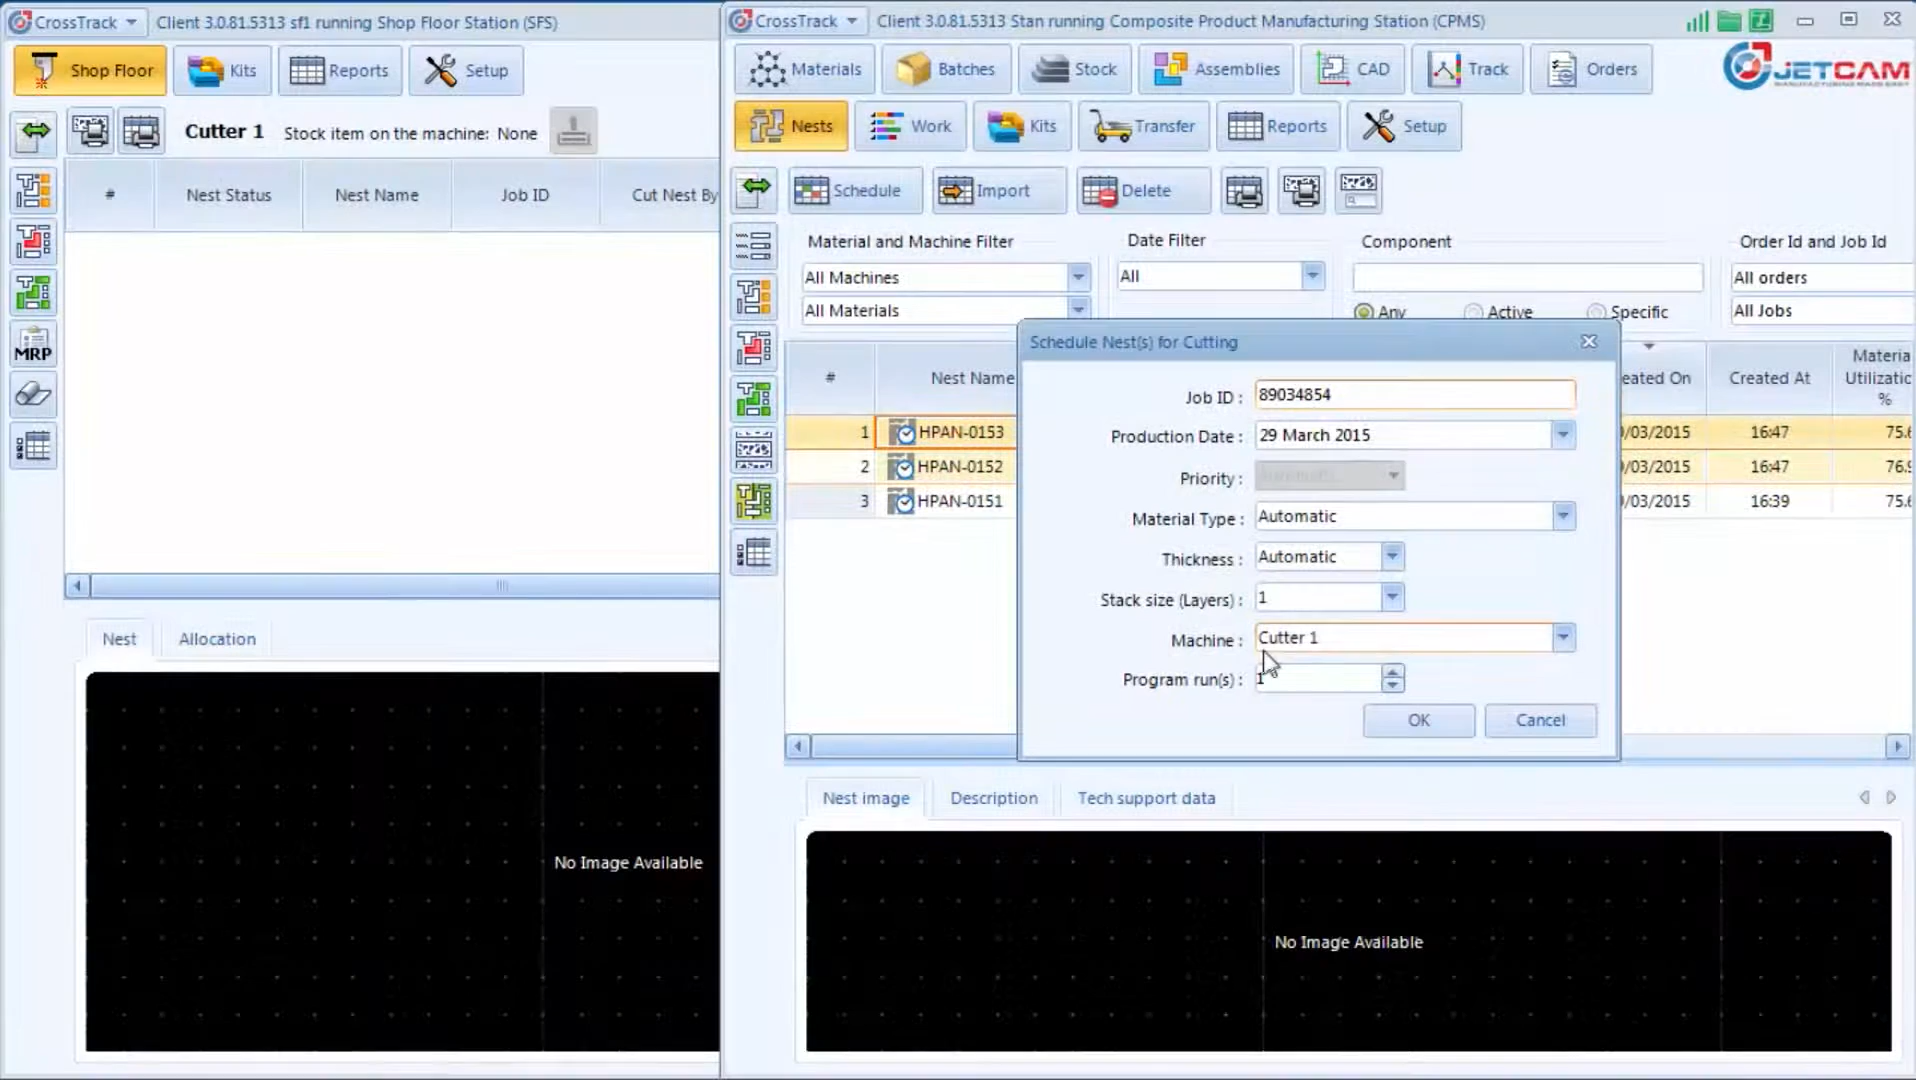 CrossTrack Client 3.0.81.5313 sf1 running Shop Floor Station (SFS)
Shop Floor Kits Reports Setup
Cutter 1 Stock item on the machine: None
# Nest Status Nest Name Job ID Cut Nest By
MRP
Nest Allocation
No Image Available
CrossTrack Client 3.0.81.5313 Stan running Composite Product Manufacturing Station (CPMS)
Materials Batches Stock Assemblies CAD Track Orders
JETCAM
Nests Work Kits Transfer Reports Setup
Schedule Import Delete
Material and Machine Filter Date Filter Component Order Id and Job Id
All Machines All All orders
All Materials Any Active Specific All Jobs
# Nest Name eated On Created At Materia
Utilizatic
%
1 HPAN-0153 /03/2015 16:47 75.6
2 HPAN-0152 /03/2015 16:47 76.9
3 HPAN-0151 /03/2015 16:39 75.6
Schedule Nest(s) for Cutting
Job ID : 89034854
Production Date : 29 March 2015
Priority :
Material Type : Automatic
Thickness : Automatic
Stack size (Layers) : 1
Machine : Cutter 1
Program run(s) : 1
OK Cancel
Nest image Description Tech support data
No Image Available